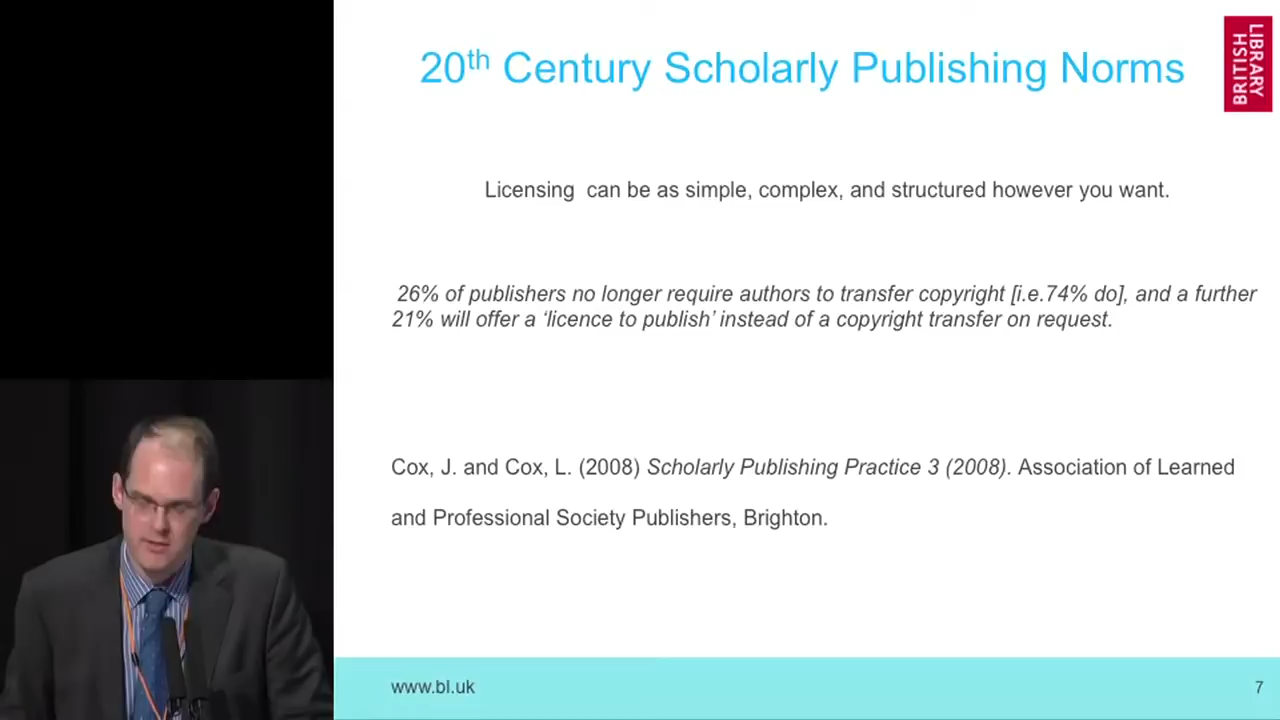 20th Century Scholarly Publishing Norms
BRITISH
LIBRARY
Licensing  can be as simple, complex, and structured however you want.
26% of publishers no longer require authors to transfer copyright [i.e.74% do], and a further
21% will offer a ‘licence to publish’ instead of a copyright transfer on request.
Cox, J. and Cox, L. (2008) Scholarly Publishing Practice 3 (2008). Association of Learned
and Professional Society Publishers, Brighton.
www.bl.uk
7